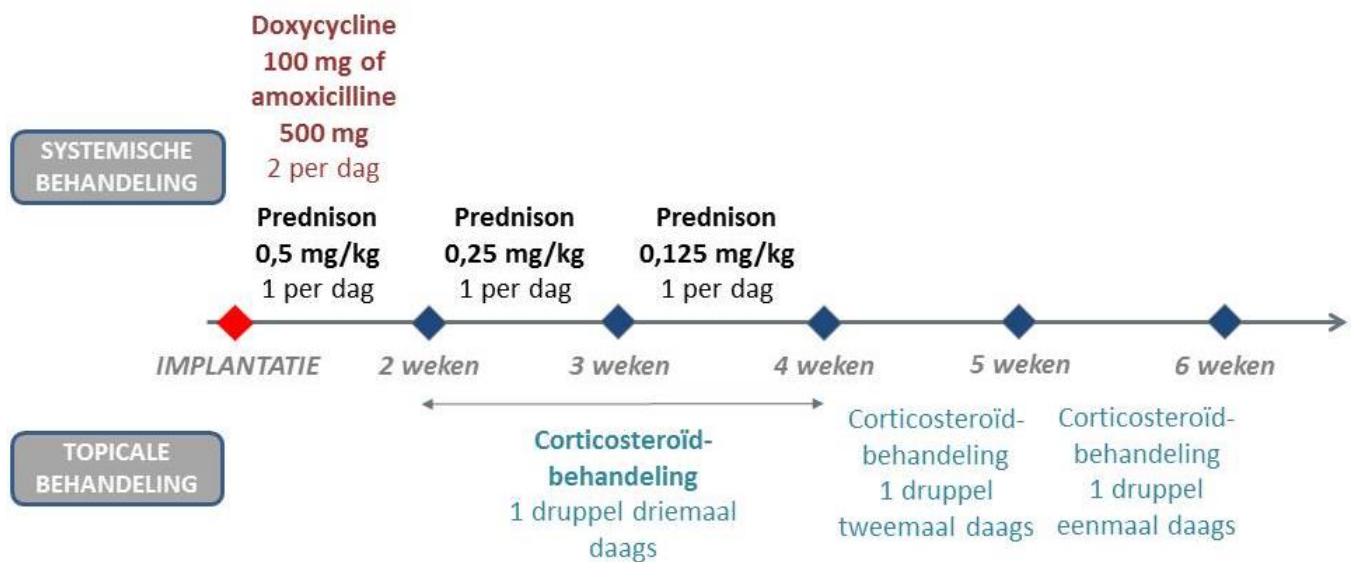 Doxycycline
100 mg of
amoxicilline
500 mg
2 per dag
SYSTEMISCHE
BEHANDELING
Prednison
0,5 mg/kg
1 per dag
Prednison
0,25 mg/kg
1 per dag
Prednison
0,125 mg/kg
1 per dag
IMPLANTATIE
2 weken
3 weken
4 weken
5 weken
6 weken
TOPICALE
BEHANDELING
Corticosteroïd-
behandeling
1 druppel driemaal
daags
Corticosteroïd-
behandeling
1 druppel
tweemaal daags
Corticosteroïd-
behandeling
1 druppel
eenmaal daags